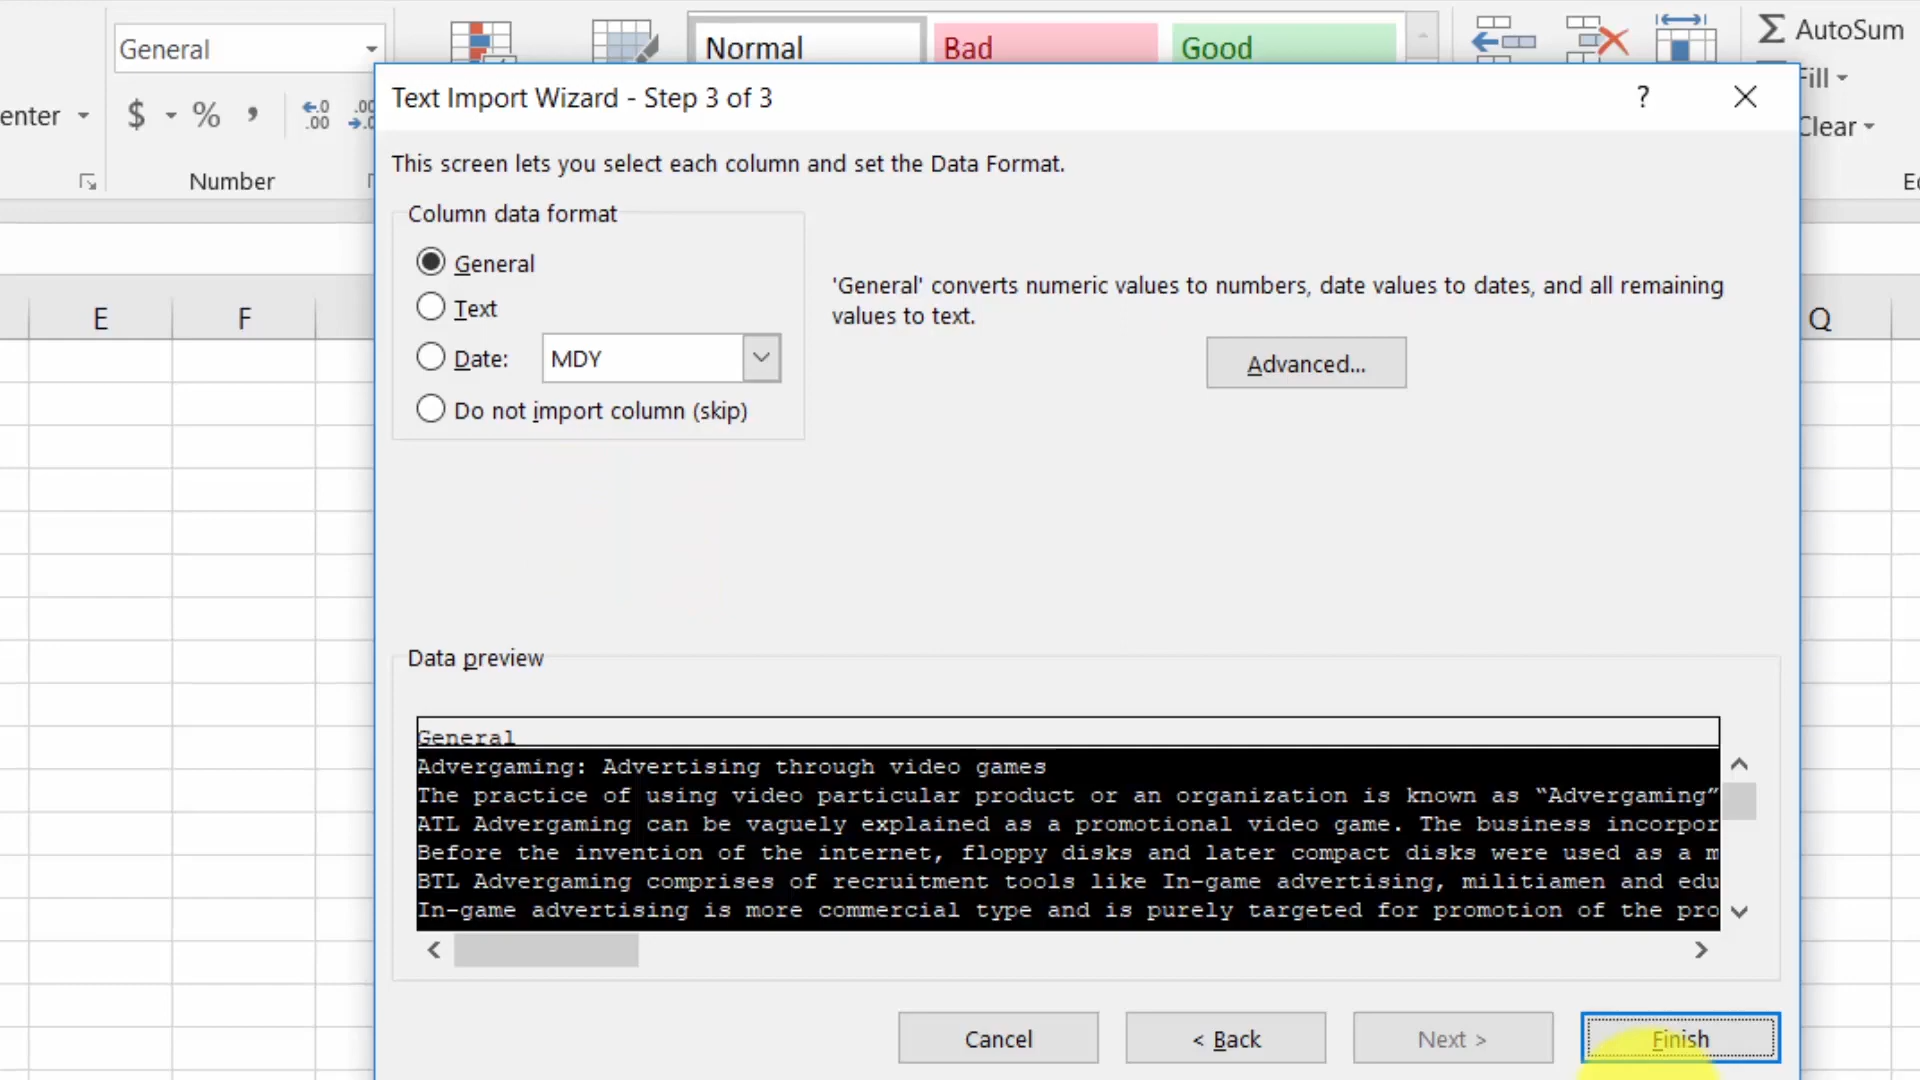 General
Normal
Bad
Good
AutoSum
Fill
Clear
enter
$ % ,
←.0 .00
.00
Number
Text Import Wizard - Step 3 of 3
?
This screen lets you select each column and set the Data Format.
Column data format
General
Text
Date:
MDY
Do not import column (skip)
'General' converts numeric values to numbers, date values to dates, and all remaining
values to text.
Advanced...
E
F
Q
Data preview
General
Advergaming: Advertising through video games
The practice of using video particular product or an organization is known as “Advergaming”
ATL Advergaming can be vaguely explained as a promotional video game. The business incorpor
Before the invention of the internet, floppy disks and later compact disks were used as a m
BTL Advergaming comprises of recruitment tools like In-game advertising, militiamen and edu
In-game advertising is more commercial type and is purely targeted for promotion of the pro
Cancel
< Back
Next >
Finish